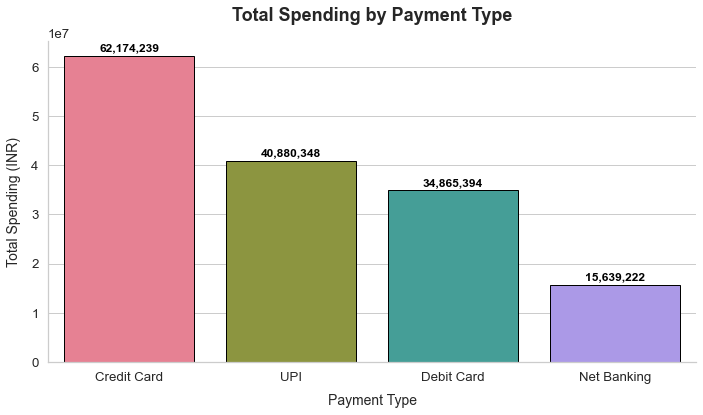 Total Spending by Payment Type
1e7
62,174,239
6
40,880,348
34,865,394
15,639,222
5
4
3
2
1
0
Total Spending (INR)
Credit Card
UPI
Debit Card
Net Banking
Payment Type